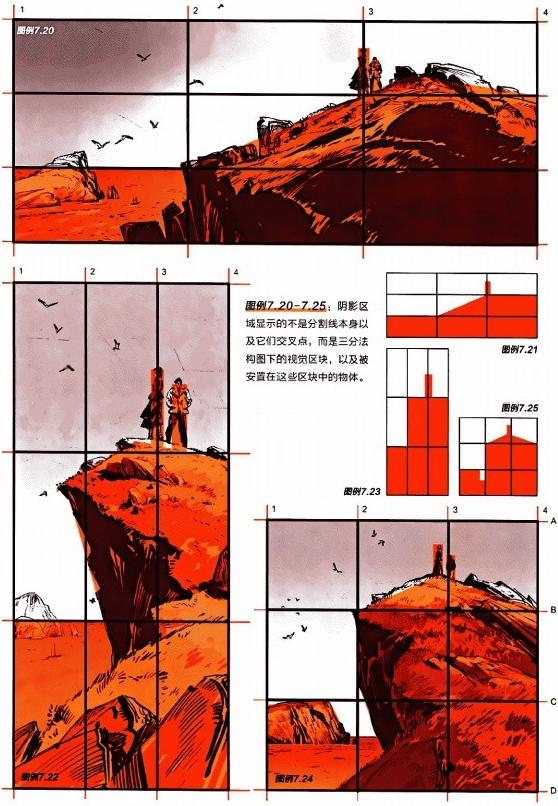 1 2 3 4
图例7.20
1 2 3 4
图例7.20-7.25：阴影区
域显示的不是分割线本身以
及它们交叉点，而是三分法
构图下的视觉区块，以及被
安置在这些区块中的物体。
图例7.21
图例7.25
图例7.23
图例7.22
1 2 3 4
A
B
C
D
图例7.24